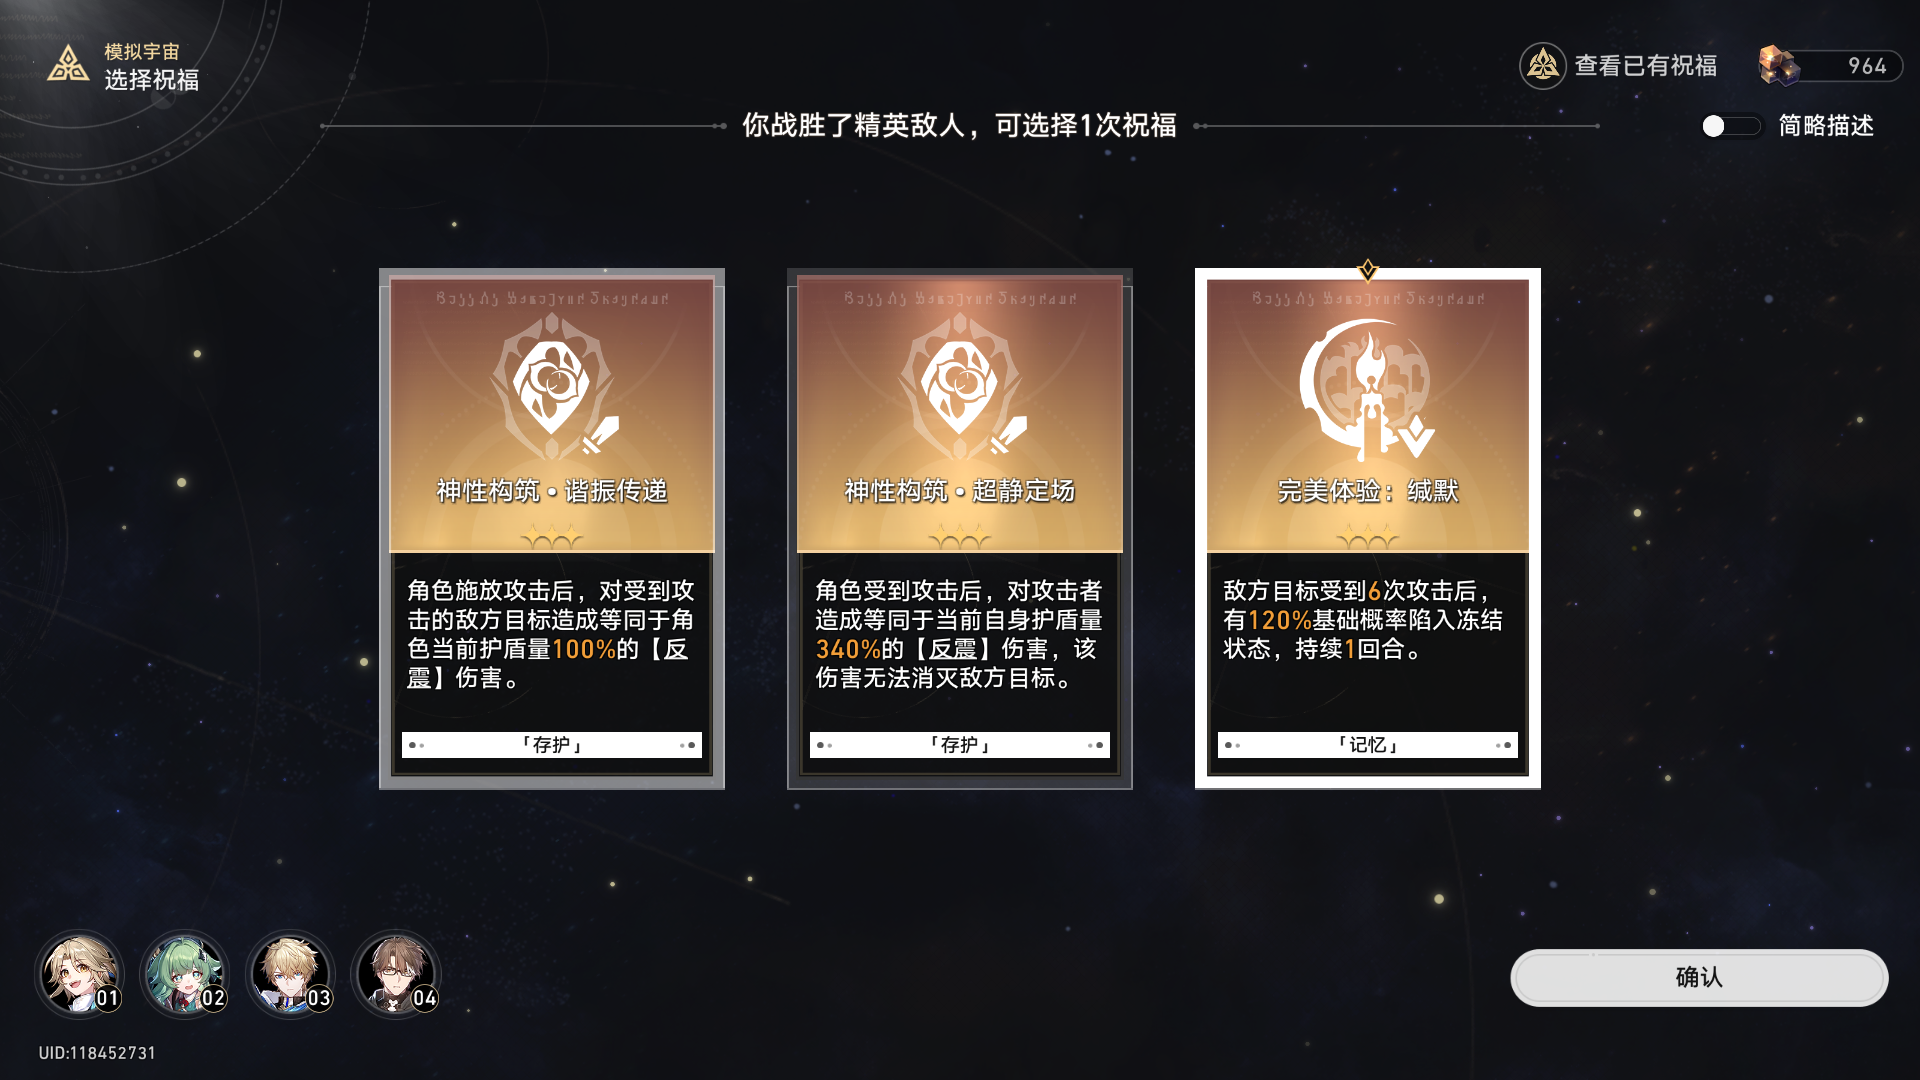 模拟宇宙
选择祝福
查看已有祝福
964
你战胜了精英敌人，可选择1次祝福
简略描述
神性构筑•谐振传递
角色施放攻击后，对受到攻
击的敌方目标造成等同于角
色当前护盾量100%的【反
震】伤害。
「存护」
神性构筑•超静定场
角色受到攻击后，对攻击者
造成等同于当前自身护盾量
340%的【反震】伤害，该
伤害无法消灭敌方目标。
「存护」
完美体验：缄默
敌方目标受到6次攻击后，
有120%基础概率陷入冻结
状态，持续1回合。
「记忆」
01
02
03
04
确认
UID:118452731